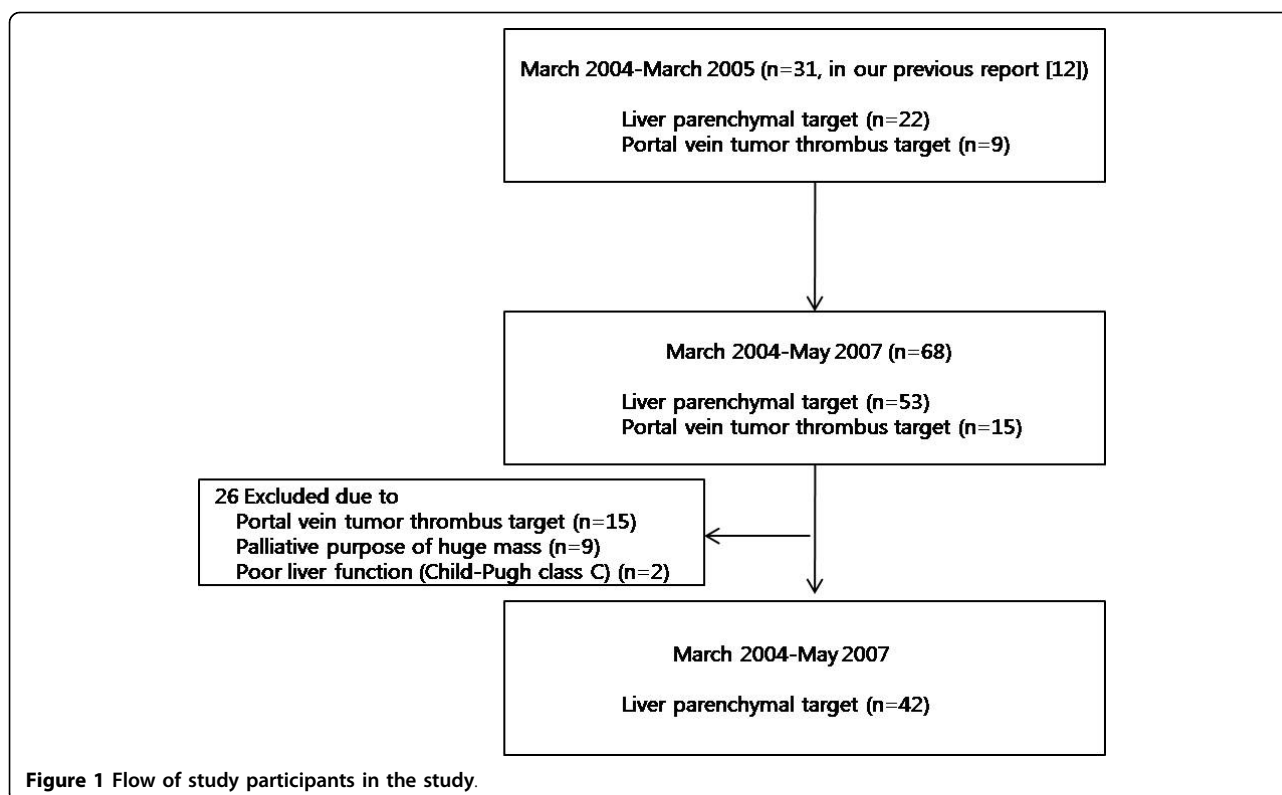 March 2004-March 2005 (n=31, in our previous report [12])
Liver parenchymal target (n=22)
Portal vein tumor thrombus target (n=9)
March 2004-May 2007 (n=68)
Liver parenchymal target (n=53)
Portal vein tumor thrombus target (n=15)
26 Excluded due to
Portal vein tumor thrombus target (n=15)
Palliative purpose of huge mass (n=9)
Poor liver function (Child-Pugh class C) (n=2)
March 2004-May 2007
Liver parenchymal target (n=42)
Figure 1 Flow of study participants in the study.